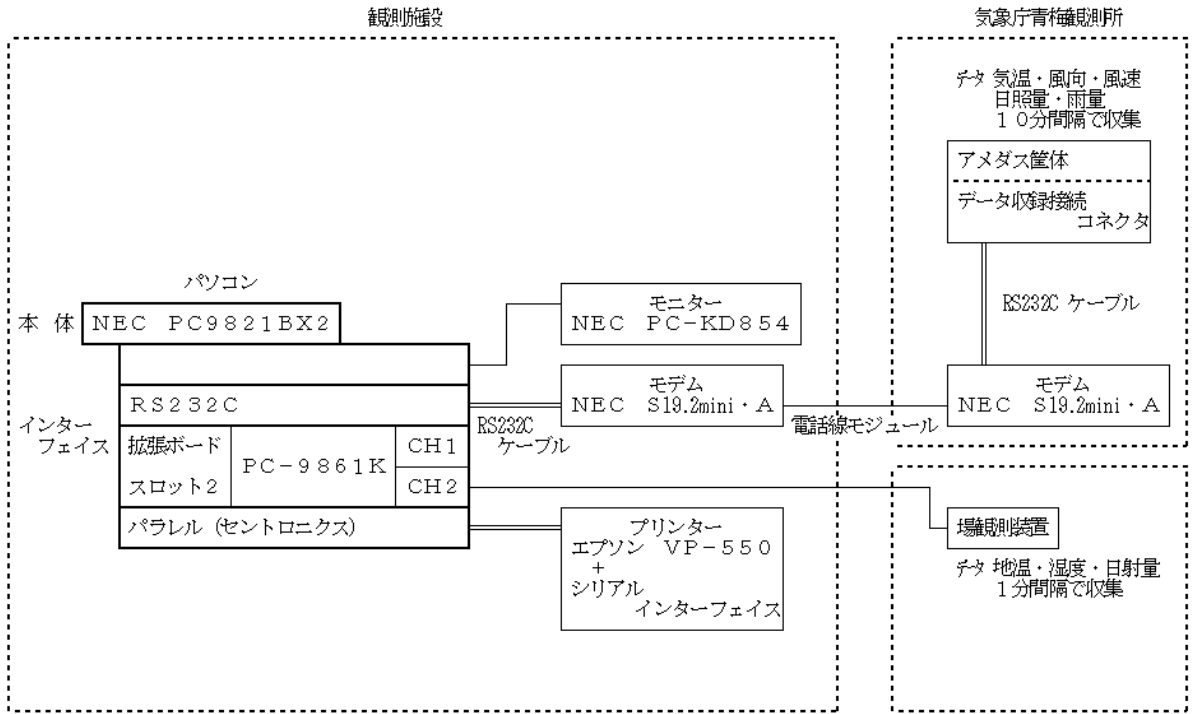 観測施設
気象庁青梅観測所
データ 気温・風向・風速
日照量・雨量
１０分間隔で収集
アメダス筐体
データ収録接続
コネクタ
RS232C ケーブル
パソコン
本 体
NEC PC9821BX2
モニター
NEC PC-KD854
インター
フェイス
RS232C
拡張ボード
スロット2
PC-9861K
CH1
CH2
パラレル（セントロニクス）
RS232C
ケーブル
モデム
NEC S19.2mini・A
電話線モジュール
モデム
NEC S19.2mini・A
プリンター
エプソン VP-550
+
シリアル
インターフェイス
場観測装置
データ 地温・湿度・日射量
１分間隔で収集